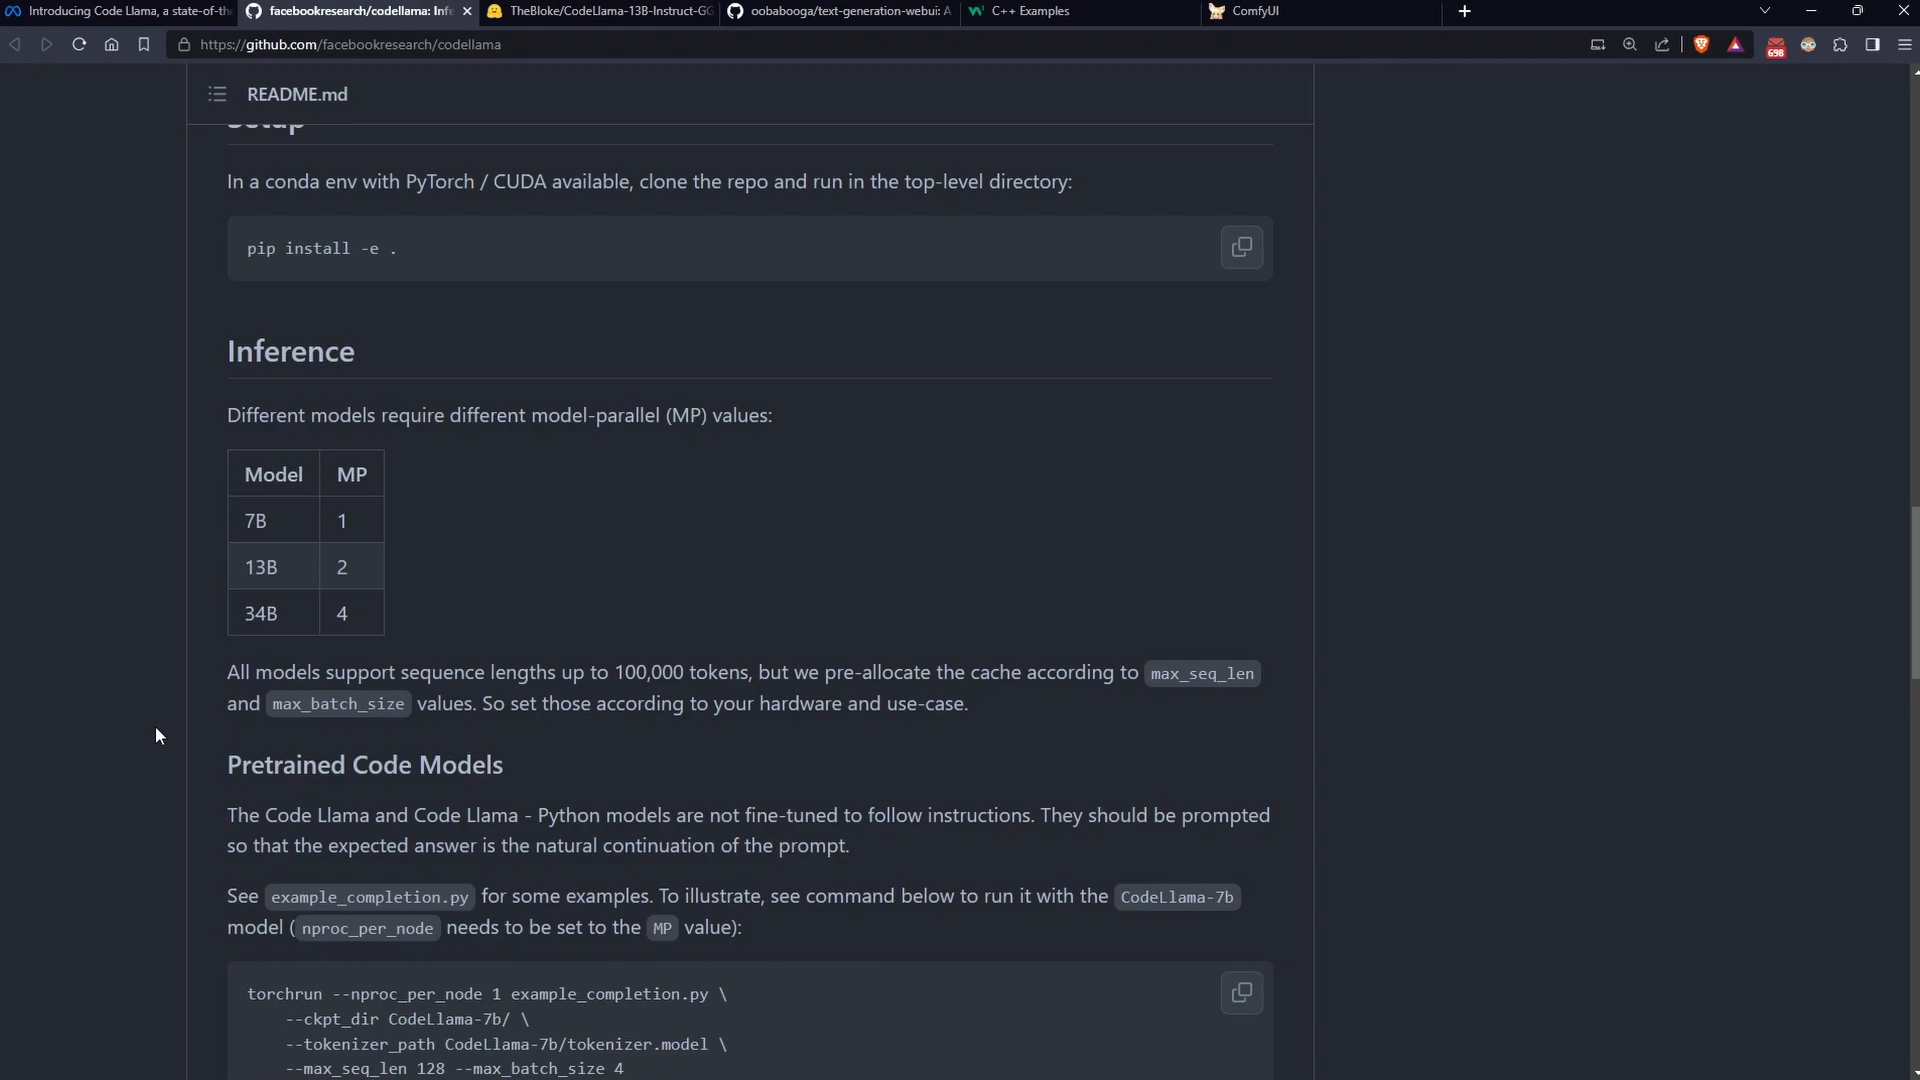 Introducing Code Llama, a state-of-th
facebookresearch/codellama: Infe
TheBloke/CodeLlama-13B-Instruct-GG
oobabooga/text-generation-webui: A
C++ Examples
ComfyUI
https://github.com/facebookresearch/codellama
698
README.md
Setup
In a conda env with PyTorch / CUDA available, clone the repo and run in the top-level directory:
pip install -e .
Inference
Different models require different model-parallel (MP) values:
Model MP
7B 1
13B 2
34B 4
All models support sequence lengths up to 100,000 tokens, but we pre-allocate the cache according to max_seq_len
and max_batch_size values. So set those according to your hardware and use-case.
Pretrained Code Models
The Code Llama and Code Llama - Python models are not fine-tuned to follow instructions. They should be prompted
so that the expected answer is the natural continuation of the prompt.
See example_completion.py for some examples. To illustrate, see command below to run it with the CodeLlama-7b
model (nproc_per_node needs to be set to the MP value):
torchrun --nproc_per_node 1 example_completion.py \
--ckpt_dir CodeLlama-7b/ \
--tokenizer_path CodeLlama-7b/tokenizer.model \
--max_seq_len 128 --max_batch_size 4